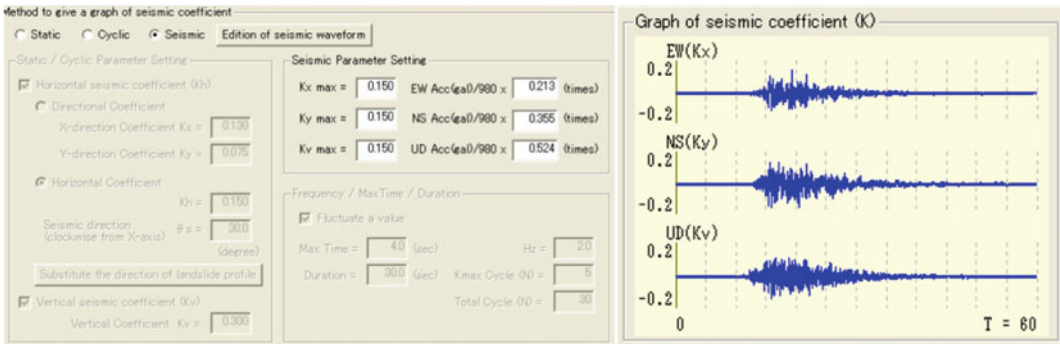 Method to give a graph of seismic coefficient
Static Cyclic Seismic Edition of seismic waveform
Static / Cyclic Parameter Setting
Horizontal seismic coefficient (Kh)
Directional Coefficient
X-direction Coefficient Kx = 0.130
Y-direction Coefficient Ky = 0.075
Horizontal Coefficient
Kh = 0.150
Seismic direction
(clockwise from X-axis) θs = 30.0
(degree)
Substitute the direction of landslide profile
Vertical seismic coefficient (Kv)
Vertical Coefficient Kv = 0.300
Seismic Parameter Setting
Kx max = 0.150 EW Acc(gal)/980 x 0.213 (times)
Ky max = 0.150 NS Acc(gal)/980 x 0.355 (times)
Kv max = 0.150 UD Acc(gal)/980 x 0.524 (times)
Frequency / MaxTime / Duration
Fluctuate a value
Max Time = 4.0 (sec) Hz = 2.0
Duration = 30.0 (sec) Kmax Cycle (N) = 5
Total Cycle (N) = 30
Graph of seismic coefficient (K)
EW(Kx)
0.2
-0.2
NS(Ky)
0.2
-0.2
UD(Kv)
0.2
-0.2
0 T = 60